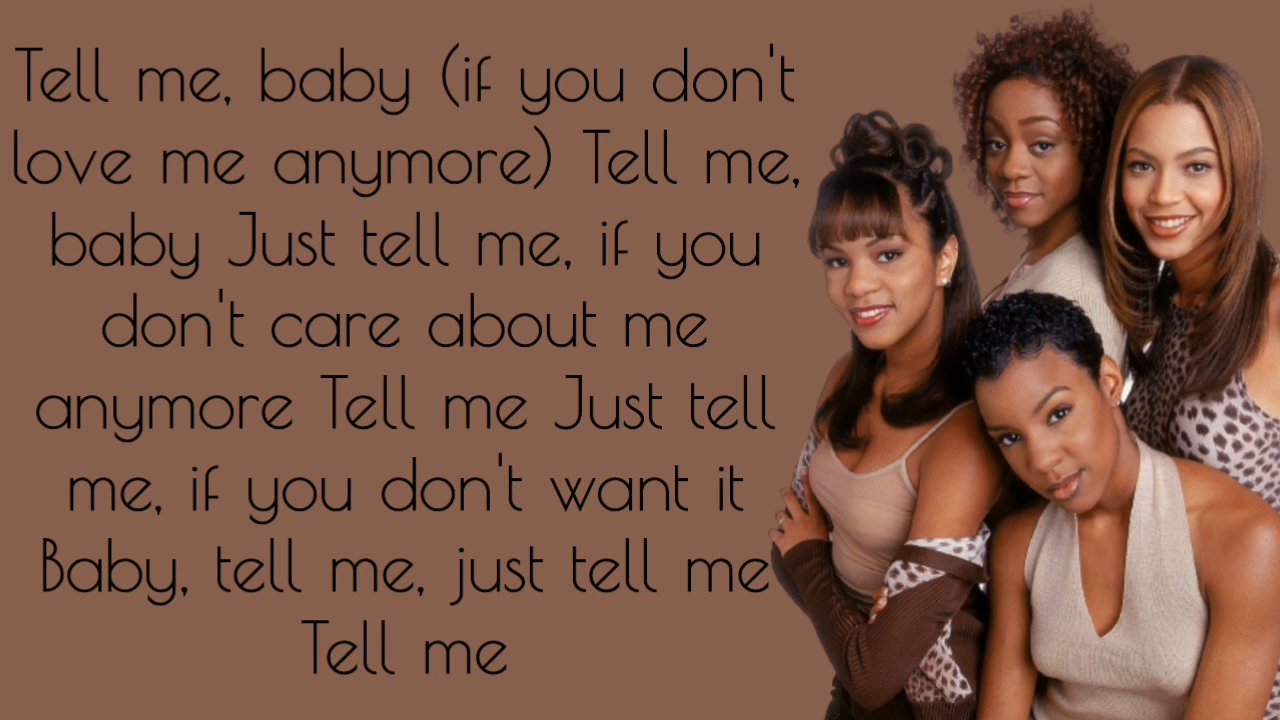 Tell me, baby (if you don't
love me anymore) Tell me,
baby Just tell me, if you
don't care about me
anymore Tell me Just tell
me, if you don't want it
Baby, tell me, just tell me
Tell me